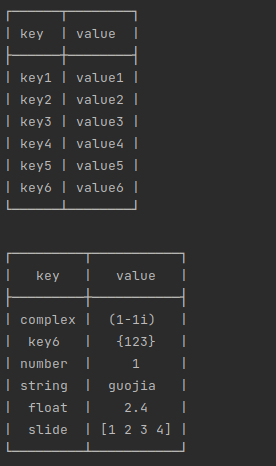 key | value
key1 | value1
key2 | value2
key3 | value3
key4 | value4
key5 | value5
key6 | value6
key | value
complex | (1-1i)
key6 | {123}
number | 1
string | guojia
float | 2.4
slide | [1 2 3 4]